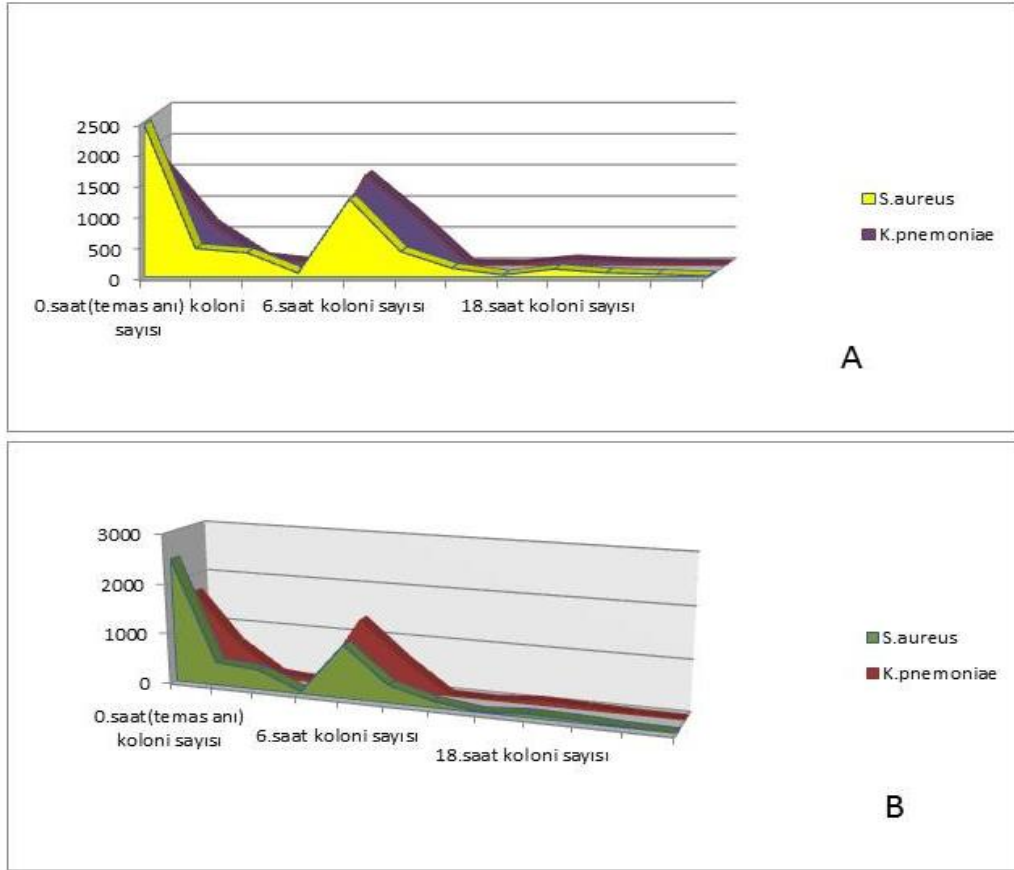 2500
2000
1500
1000
500
0
0.saat(temas anı) koloni
sayısı
6.saat koloni sayısı
18.saat koloni sayısı
S.aureus
K.pnemoniae
A
3000
2000
1000
0
0.saat(temas anı)
koloni sayısı
6.saat koloni sayısı
18.saat koloni sayısı
S.aureus
K.pnemoniae
B